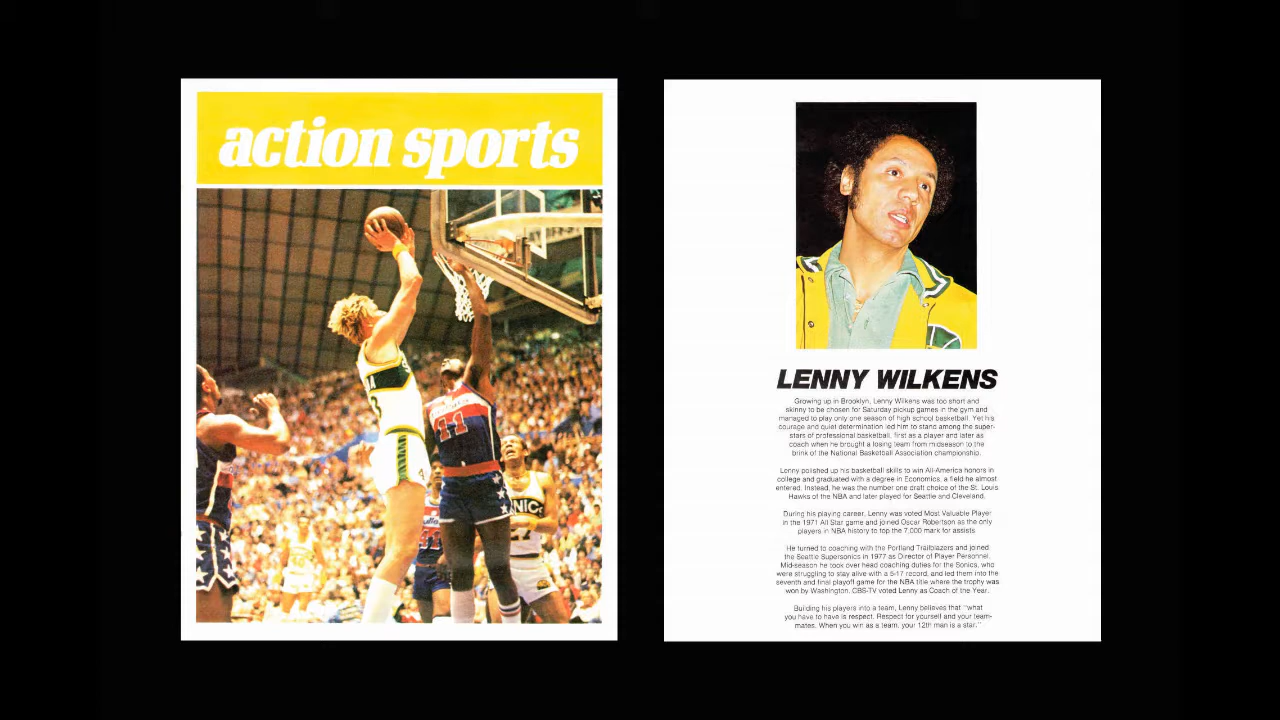 action sports
11
NIC
LENNY WILKENS
Growing up in Brooklyn, Lenny Wilkens was too short and
skinny to be chosen for Saturday pickup games in the gym and
managed to play only one season of high school basketball. Yet his
courage and quiet determination led him to stand among the super-
stars of professional basketball, first as a player and later as
coach when he brought a losing team from midseason to the
brink of the National Basketball Association championship.
Lenny polished up his basketball skills to win All-America honors in
college and graduated with a degree in Economics, a field he almost
entered. Instead, he was the number one draft choice of the St. Louis
Hawks of the NBA and later played for Seattle and Cleveland.
During his playing career, Lenny was voted Most Valuable Player
in the 1971 All Star game and joined Oscar Robertson as the only
players in NBA history to top the 7,000 mark for assists.
He turned to coaching with the Portland Trailblazers and joined
the Seattle Supersonics in 1977 as Director of Player Personnel.
Mid-season he took over head coaching duties for the Sonics, who
were struggling to stay alive with a 5-17 record, and led them into the
seventh and final playoff game for the NBA title where the trophy was
won by Washington. CBS-TV voted Lenny as Coach of the Year.
Building his players into a team, Lenny believes that "what
you have to have is respect. Respect for yourself and your team-
mates. When you win as a team, your 12th man is a star."